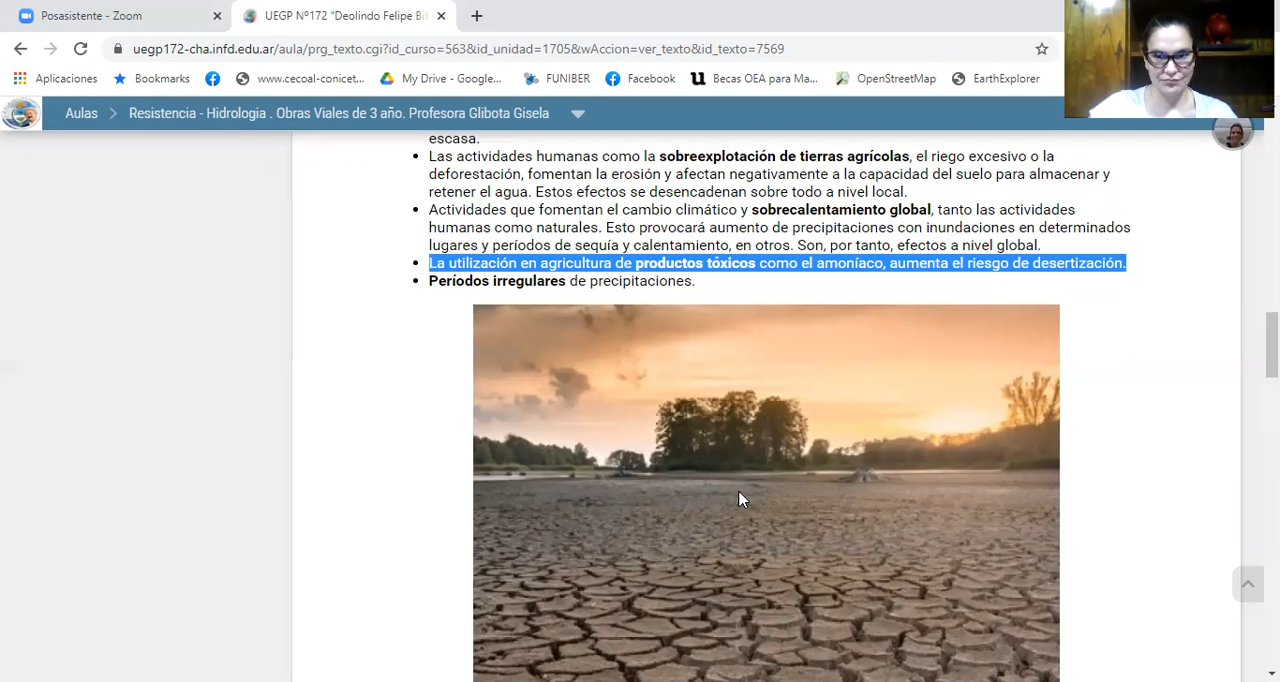 Posasistente - Zoom
UEGP Nº172 "Deolindo Felipe Bit
uegp172-cha.infd.edu.ar/aula/prg_texto.cgi?id_curso=563&id_unidad=1705&wAccion=ver_texto&id_texto=7569
Aplicaciones Bookmarks www.cecoal-conicet... My Drive - Google... FUNIBER Facebook Becas OEA para Ma... OpenStreetMap EarthExplorer
Aulas Resistencia - Hidrologia . Obras Viales de 3 año. Profesora Glibota Gisela
escasa.
Las actividades humanas como la sobreexplotación de tierras agrícolas, el riego excesivo o la
deforestación, fomentan la erosión y afectan negativamente a la capacidad del suelo para almacenar y
retener el agua. Estos efectos se desencadenan sobre todo a nivel local.
Actividades que fomentan el cambio climático y sobrecalentamiento global, tanto las actividades
humanas como naturales. Esto provocará aumento de precipitaciones con inundaciones en determinados
lugares y períodos de sequía y calentamiento, en otros. Son, por tanto, efectos a nivel global.
La utilización en agricultura de productos tóxicos como el amoníaco, aumenta el riesgo de desertización.
Períodos irregulares de precipitaciones.